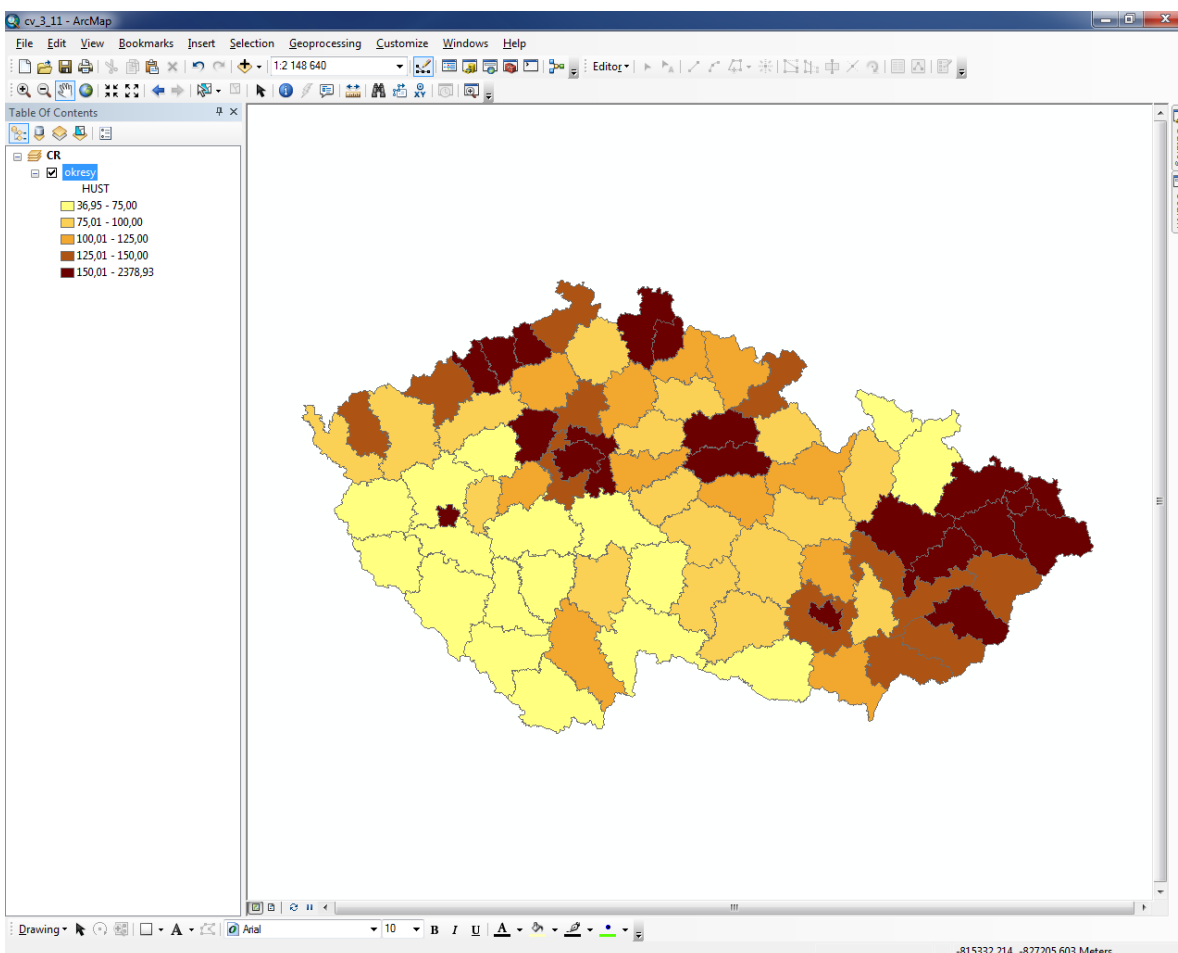 cv_3_11 - ArcMap
File Edit View Bookmarks Insert Selection Geoprocessing Customize Windows Help
1:2 148 640
Editor
Table Of Contents
CR
okresy
HUST
36,95 - 75,00
75,01 - 100,00
100,01 - 125,00
125,01 - 150,00
150,01 - 2378,93
Drawing A Arial 10 B I U A
-815332,214 -827205,603 Meters